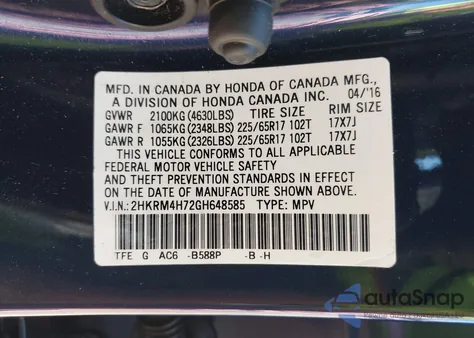 MFD. IN CANADA BY HONDA OF CANADA MFG.,
A DIVISION OF HONDA CANADA INC. 04/'16
GVWR 2100KG (4630LBS) TIRE SIZE RIM SIZE
GAWR F 1065KG (2348LBS) 225/65R17 102T 17X7J
GAWR R 1055KG (2326LBS) 225/65R17 102T 17X7J
THIS VEHICLE CONFORMS TO ALL APPLICABLE
FEDERAL MOTOR VEHICLE SAFETY
AND THEFT PREVENTION STANDARDS IN EFFECT
ON THE DATE OF MANUFACTURE SHOWN ABOVE.
V.I.N.: 2HKRM4H72GH648585 TYPE: MPV
TFE G AC6 -B588P -B -H
autoSnap